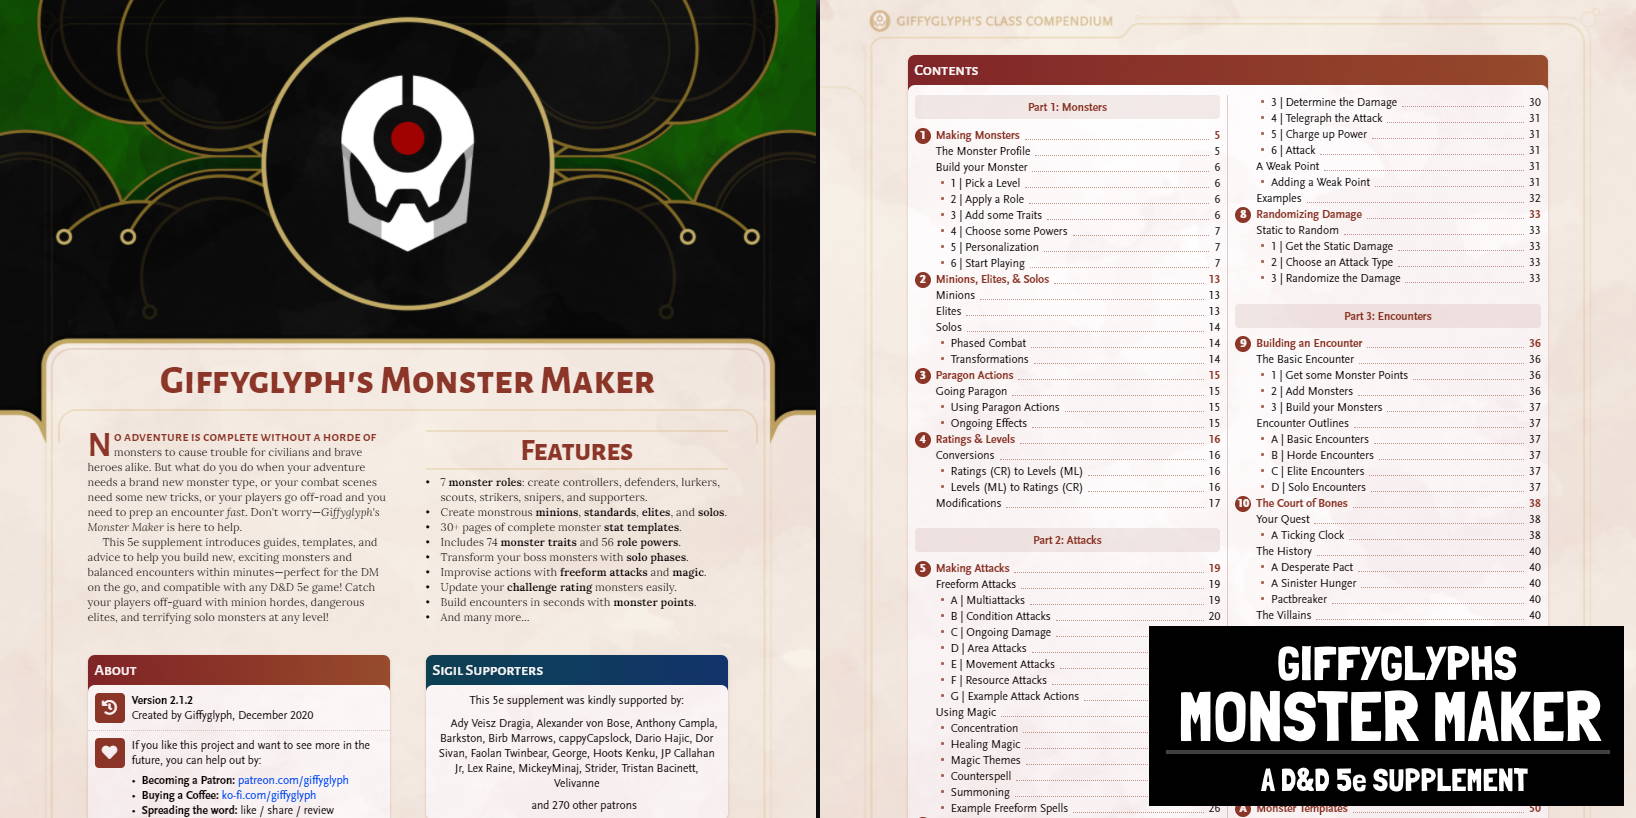 GIFFYGLYPH'S MONSTER MAKER
NO ADVENTURE IS COMPLETE WITHOUT A HORDE OF
monsters to cause trouble for civilians and brave
heroes alike. But what do you do when your adventure
needs a brand new monster type, or your combat scenes
need some new tricks, or your players go off-road and you
need to prep an encounter fast. Don't worry—Giffyglyph's
Monster Maker is here to help.
This 5e supplement introduces guides, templates, and
advice to help you build new, exciting monsters and
balanced encounters within minutes—perfect for the DM
on the go, and compatible with any D&D 5e game! Catch
your players off-guard with minion hordes, dangerous
elites, and terrifying solo monsters at any level!
FEATURES
• 7 monster roles: create controllers, defenders, lurkers,
scouts, strikers, snipers, and supporters.
• Create monstrous minions, standards, elites, and solos.
• 30+ pages of complete monster stat templates.
• Includes 74 monster traits and 56 role powers.
• Transform your boss monsters with solo phases.
• Improvise actions with freeform attacks and magic.
• Update your challenge rating monsters easily.
• Build encounters in seconds with monster points.
• And many more...
ABOUT
Version 2.1.2
Created by Giffyglyph, December 2020
If you like this project and want to see more in the
future, you can help out by:
• Becoming a Patron: patreon.com/giffyglyph
• Buying a Coffee: ko-fi.com/giffyglyph
• Spreading the word: like / share / review
SIGIL SUPPORTERS
This 5e supplement was kindly supported by:
Ady Veisz Dragia, Alexander von Bose, Anthony Campla,
Barkston, Birb Marrows, cappyCapslock, Dario Hajic, Dor
Sivan, Faolan Twinbear, George, Hoots Kenku, JP Callahan
Jr, Lex Raine, MickeyMinaj, Strider, Tristan Bacinett,
Velivanne
and 270 other patrons
GIFFYGLYPH'S CLASS COMPENDIUM
CONTENTS
Part 1: Monsters
1 Making Monsters 5
The Monster Profile 5
Build your Monster 6
• 1 | Pick a Level 6
• 2 | Apply a Role 6
• 3 | Add some Traits 6
• 4 | Choose some Powers 7
• 5 | Personalization 7
• 6 | Start Playing 7
2 Minions, Elites, & Solos 13
Minions 13
Elites 13
Solos 14
• Phased Combat 14
• Transformations 14
3 Paragon Actions 15
Going Paragon 15
• Using Paragon Actions 15
• Ongoing Effects 15
4 Ratings & Levels 16
Conversions 16
• Ratings (CR) to Levels (ML) 16
• Levels (ML) to Ratings (CR) 16
Modifications 17
Part 2: Attacks
5 Making Attacks 19
Freeform Attacks 19
• A | Multiattacks 19
• B | Condition Attacks 20
• C | Ongoing Damage
• D | Area Attacks
• E | Movement Attacks
• F | Resource Attacks
• G | Example Attack Actions
Using Magic
• Concentration
• Healing Magic
• Magic Themes
• Counterspell
• Summoning
• Example Freeform Spells 26
• 3 | Determine the Damage 30
• 4 | Telegraph the Attack 31
• 5 | Charge up Power 31
• 6 | Attack 31
A Weak Point 31
• Adding a Weak Point 31
Examples 32
8 Randomizing Damage 33
Static to Random 33
• 1 | Get the Static Damage 33
• 2 | Choose an Attack Type 33
• 3 | Randomize the Damage 33
Part 3: Encounters
9 Building an Encounter 36
The Basic Encounter 36
• 1 | Get some Monster Points 36
• 2 | Add Monsters 36
• 3 | Build your Monsters 37
Encounter Outlines 37
• A | Basic Encounters 37
• B | Horde Encounters 37
• C | Elite Encounters 37
• D | Solo Encounters 37
10 The Court of Bones 38
Your Quest 38
• A Ticking Clock 38
The History 40
• A Desperate Pact 40
• A Sinister Hunger 40
• Pactbreaker 40
The Villains 40
A Monster Templates 50
GIFFYGLYPHS
MONSTER MAKER
A D&D 5e SUPPLEMENT